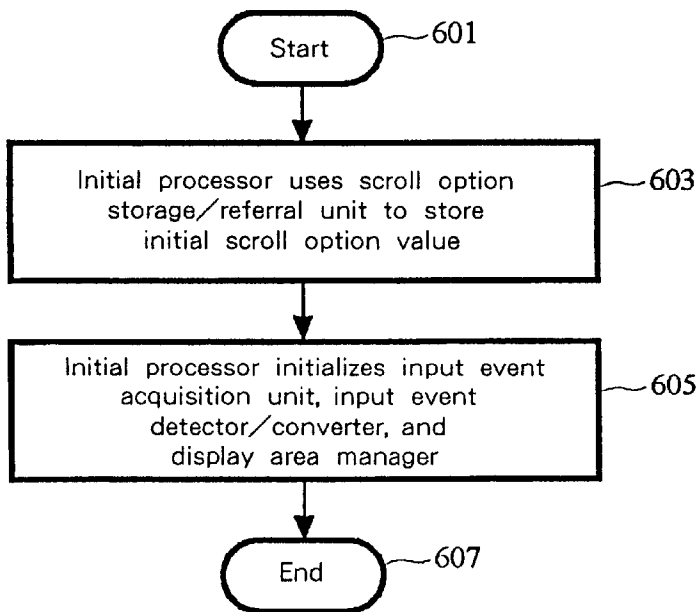 Start
601
Initial processor uses scroll option
storage/referral unit to store
initial scroll option value
603
Initial processor initializes input event
acquisition unit, input event
detector/converter, and
display area manager
605
End
607